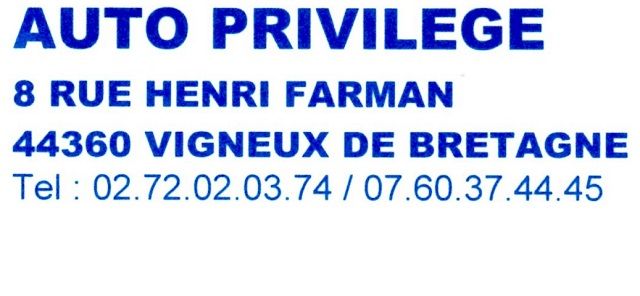 AUTO PRIVILEGE
8 RUE HENRI FARMAN
44360 VIGNEUX DE BRETAGNE
Tel : 02.72.02.03.74 / 07.60.37.44.45